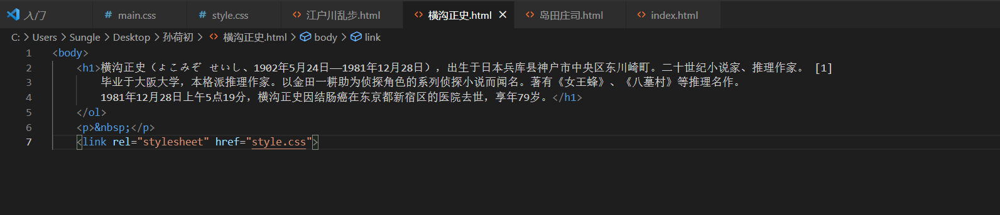 入门 main.css style.css 江户川乱步.html 横沟正史.html 岛田庄司.html index.html
C: > Users > Sungle > Desktop > 孙荷初 > 横沟正史.html > body > link
1 <body>
2 <h1>横沟正史（よこみぞ せいし、1902年5月24日——1981年12月28日），出生于日本兵库县神户市中央区东川崎町。二十世纪小说家、推理作家。 [1]
3 毕业于大阪大学，本格派推理作家。以金田一耕助为侦探角色的系列侦探小说而闻名。著有《女王蜂》、《八墓村》等推理名作。
4 1981年12月28日上午5点19分，横沟正史因结肠癌在东京都新宿区的医院去世，享年79岁。</h1>
5 </ol>
6 <p>&nbsp;</p>
7 <link rel="stylesheet" href="style.css">